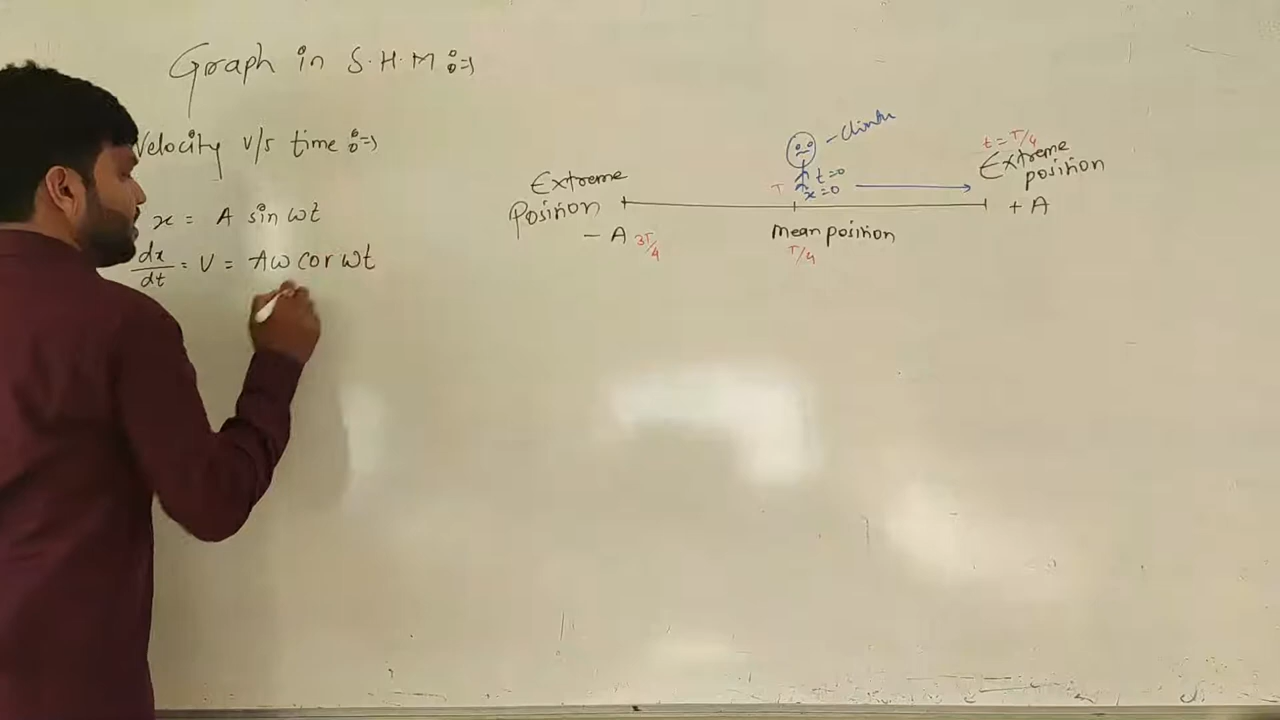 Graph in S.H.M :=>
Velocity v/s time :=>
x = A sin ωt
dx/dt = V = Aω cos ωt
t=0
x=0
T
t = T/4
Extreme
position
+ A
Extreme
Position
- A 3T/4
mean position
T/4